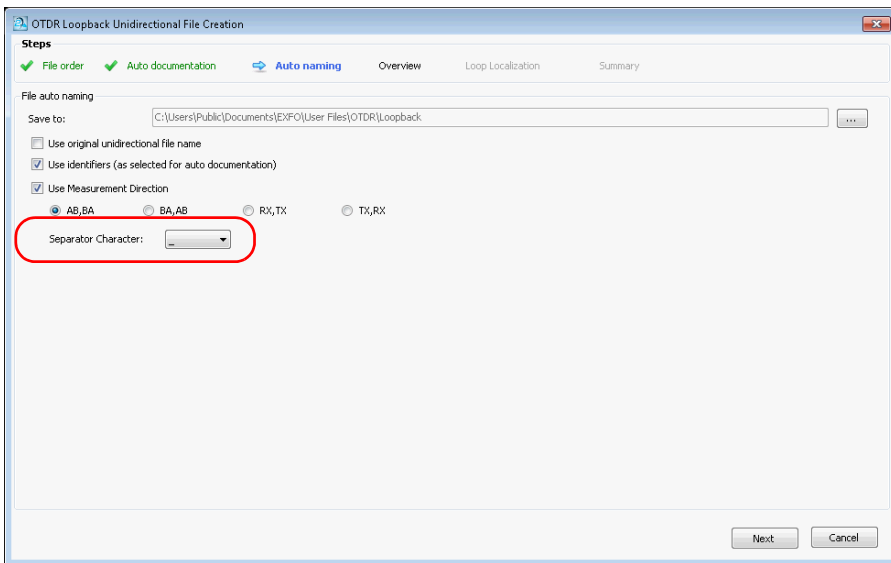 OTDR Loopback Unidirectional File Creation
Steps
File order Auto documentation Auto naming Overview Loop Localization Summary
File auto naming
Save to: C:\Users\Public\Documents\EXFO\User Files\OTDR\Loopback ...
Use original unidirectional file name
Use identifiers (as selected for auto documentation)
Use Measurement Direction
AB,BA BA,AB RX,TX TX,RX
Separator Character: _
Next Cancel